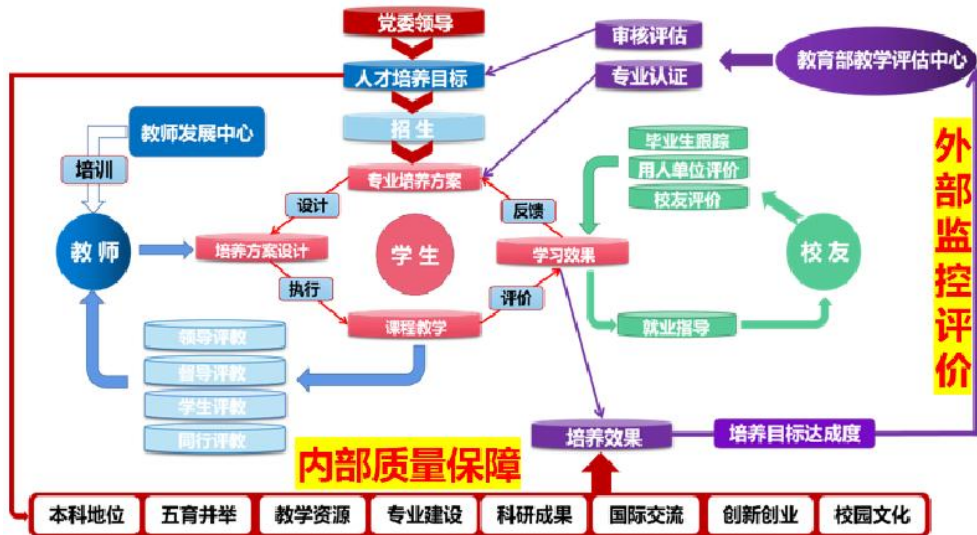 党委领导
审核评估
教育部教学评估中心
人才培养目标
专业认证
教师发展中心
招生
毕业生跟踪
用人单位评价
校友评价
培训
专业培养方案
设计
反馈
教师
培养方案设计
学生
学习效果
校友
执行
评价
课程教学
就业指导
领导评教
督导评教
学生评教
同行评教
外部监控评价
培养效果
培养目标达成度
内部质量保障
本科地位
五育井举
教学资源
专业建设
科研成果
国际交流
创新创业
校园文化